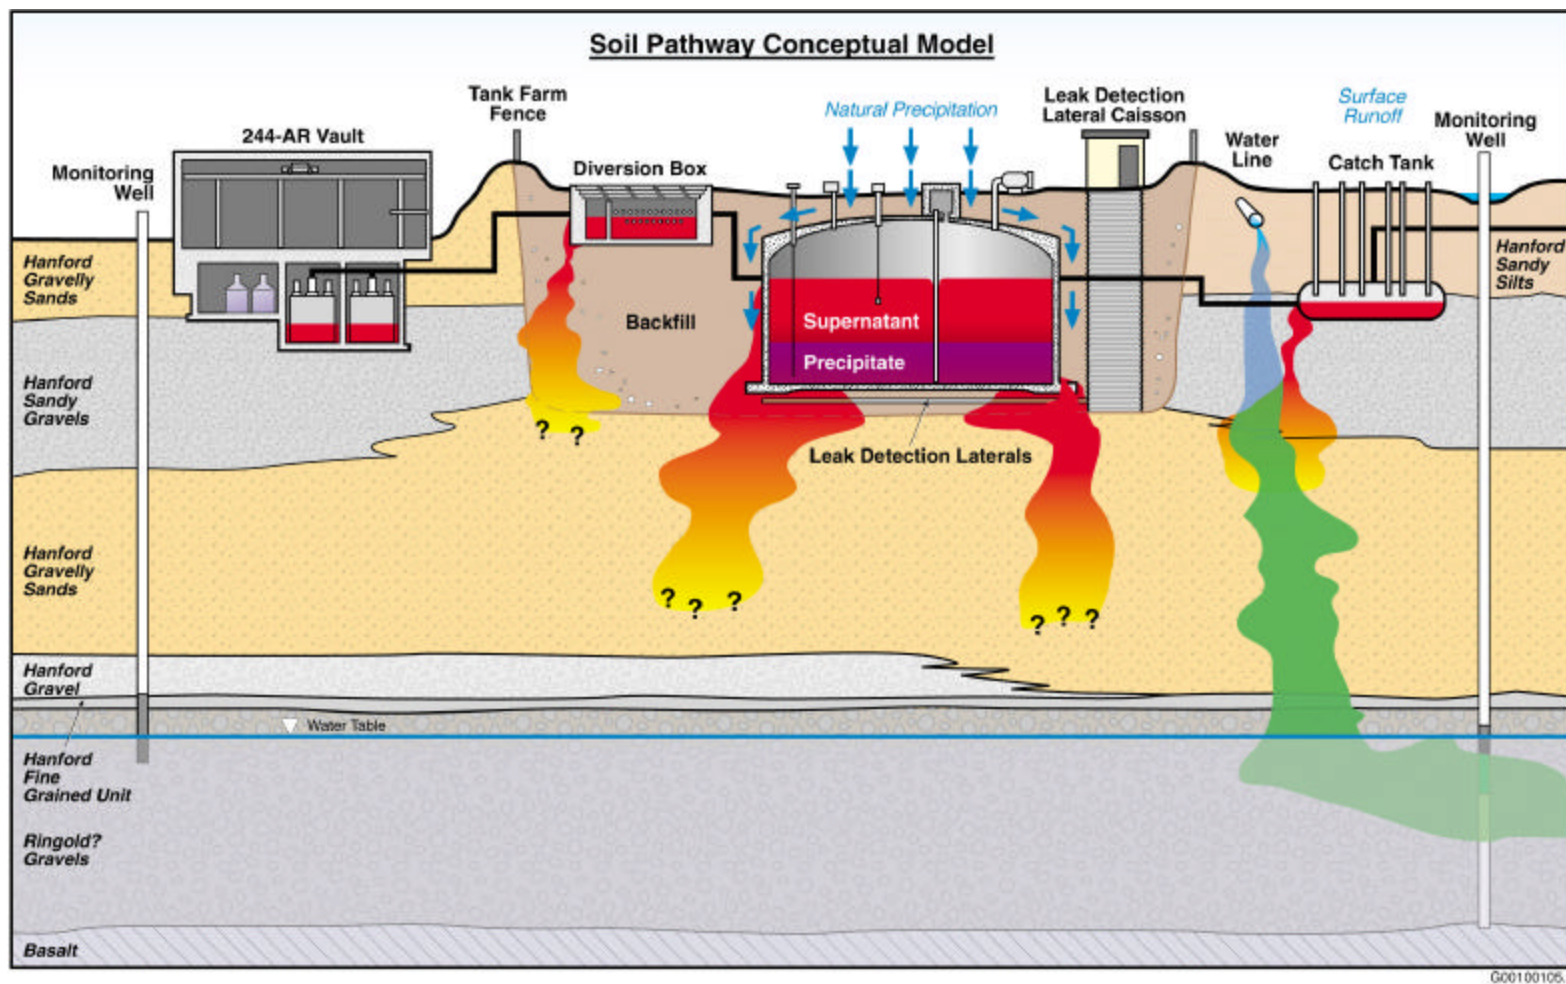 Soil Pathway Conceptual Model
Tank Farm
Fence
Natural Precipitation
Leak Detection
Lateral Caisson
Surface
Runoff
Monitoring
Well
244-AR Vault
Water
Line
Catch Tank
Monitoring
Well
Diversion Box
Hanford
Gravelly
Sands
Hanford
Sandy
Silts
Backfill
Supernatant
Precipitate
Hanford
Sandy
Gravels
? ?
Leak Detection Laterals
Hanford
Gravelly
Sands
? ? ?
? ? ?
Hanford
Gravel
Water Table
Hanford
Fine
Grained Unit
Ringold?
Gravels
Basalt
G00100105.